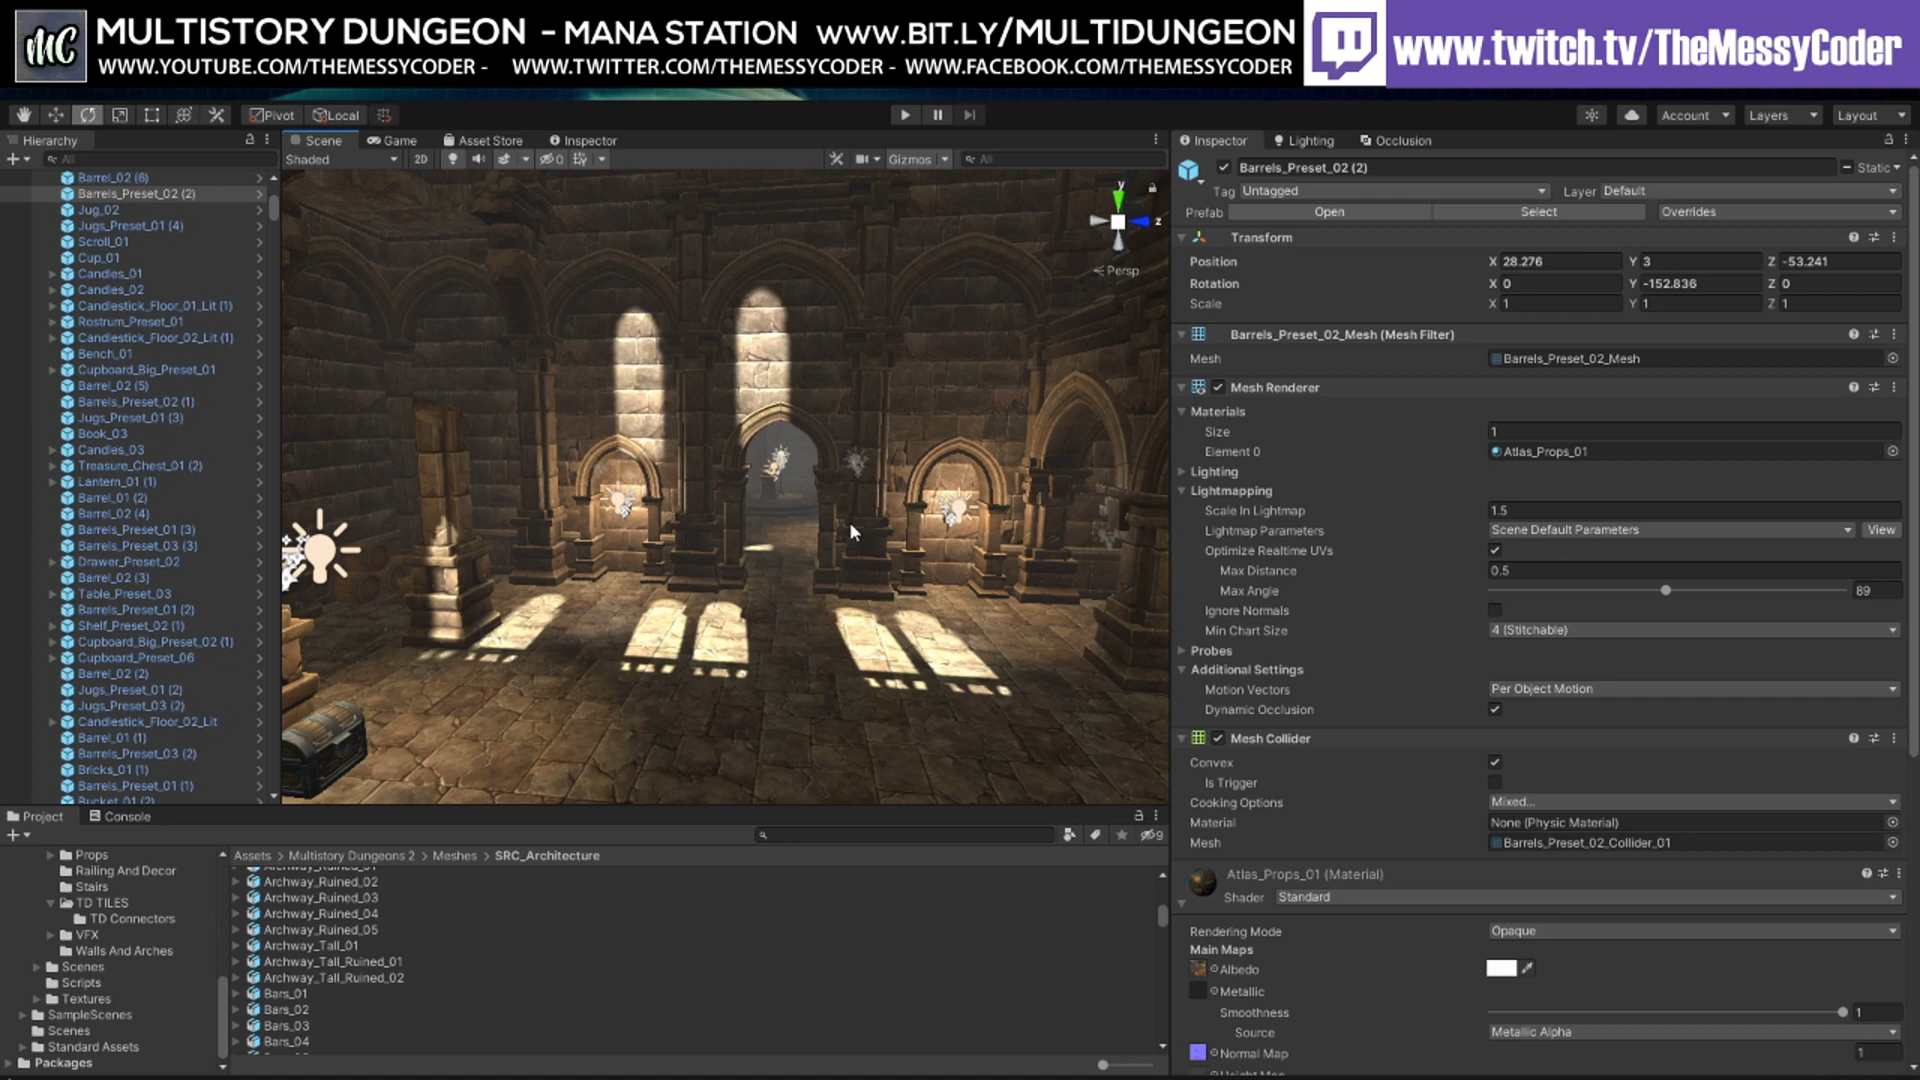 MC
MULTISTORY DUNGEON - MANA STATION WWW.BIT.LY/MULTIDUNGEON
WWW.YOUTUBE.COM/THEMESSYCODER - WWW.TWITTER.COM/THEMESSYCODER - WWW.FACEBOOK.COM/THEMESSYCODER
www.twitch.tv/TheMessyCoder
Pivot Local
Account Layers Layout
Hierarchy
All
Barrel_02 (6)
Barrels_Preset_02 (2)
Jug_02
Jugs_Preset_01 (4)
Scroll_01
Cup_01
Candles_01
Candles_02
Candlestick_Floor_01_Lit (1)
Rostrum_Preset_01
Candlestick_Floor_02_Lit (1)
Bench_01
Cupboard_Big_Preset_01
Barrel_02 (5)
Barrels_Preset_02 (1)
Jugs_Preset_01 (3)
Book_03
Candles_03
Treasure_Chest_01 (2)
Lantern_01 (1)
Barrel_01 (2)
Barrel_02 (4)
Barrels_Preset_01 (3)
Barrels_Preset_03 (3)
Drawer_Preset_02
Barrel_02 (3)
Table_Preset_03
Barrels_Preset_01 (2)
Shelf_Preset_02 (1)
Cupboard_Big_Preset_02 (1)
Cupboard_Preset_06
Barrel_02 (2)
Jugs_Preset_01 (2)
Jugs_Preset_03 (2)
Candlestick_Floor_02_Lit
Barrel_01 (1)
Barrels_Preset_03 (2)
Bricks_01 (1)
Barrels_Preset_01 (1)
Bucket_01 (2)
Scene Game Asset Store Inspector
Shaded 2D 0 Gizmos All
y
z
Persp
Inspector Lighting Occlusion
Barrels_Preset_02 (2) Static
Tag Untagged Layer Default
Prefab Open Select Overrides
Transform
Position X 28.276 Y 3 Z -53.241
Rotation X 0 Y -152.836 Z 0
Scale X 1 Y 1 Z 1
Barrels_Preset_02_Mesh (Mesh Filter)
Mesh Barrels_Preset_02_Mesh
Mesh Renderer
Materials
Size 1
Element 0 Atlas_Props_01
Lighting
Lightmapping
Scale In Lightmap 1.5
Lightmap Parameters Scene Default Parameters View
Optimize Realtime UVs
Max Distance 0.5
Max Angle 89
Ignore Normals
Min Chart Size 4 (Stitchable)
Probes
Additional Settings
Motion Vectors Per Object Motion
Dynamic Occlusion
Mesh Collider
Convex
Is Trigger
Cooking Options Mixed...
Material None (Physic Material)
Mesh Barrels_Preset_02_Collider_01
Atlas_Props_01 (Material)
Shader Standard
Rendering Mode Opaque
Main Maps
Albedo
Metallic
Smoothness 1
Source Metallic Alpha
Normal Map 1
Height Map
Project Console
9
Props
Railing And Decor
Stairs
TD TILES
TD Connectors
VFX
Walls And Arches
Scenes
Scripts
Textures
SampleScenes
Scenes
Standard Assets
Packages
Assets > Multistory Dungeons 2 > Meshes > SRC_Architecture
Archway_Ruined_01
Archway_Ruined_02
Archway_Ruined_03
Archway_Ruined_04
Archway_Ruined_05
Archway_Tall_01
Archway_Tall_Ruined_01
Archway_Tall_Ruined_02
Bars_01
Bars_02
Bars_03
Bars_04